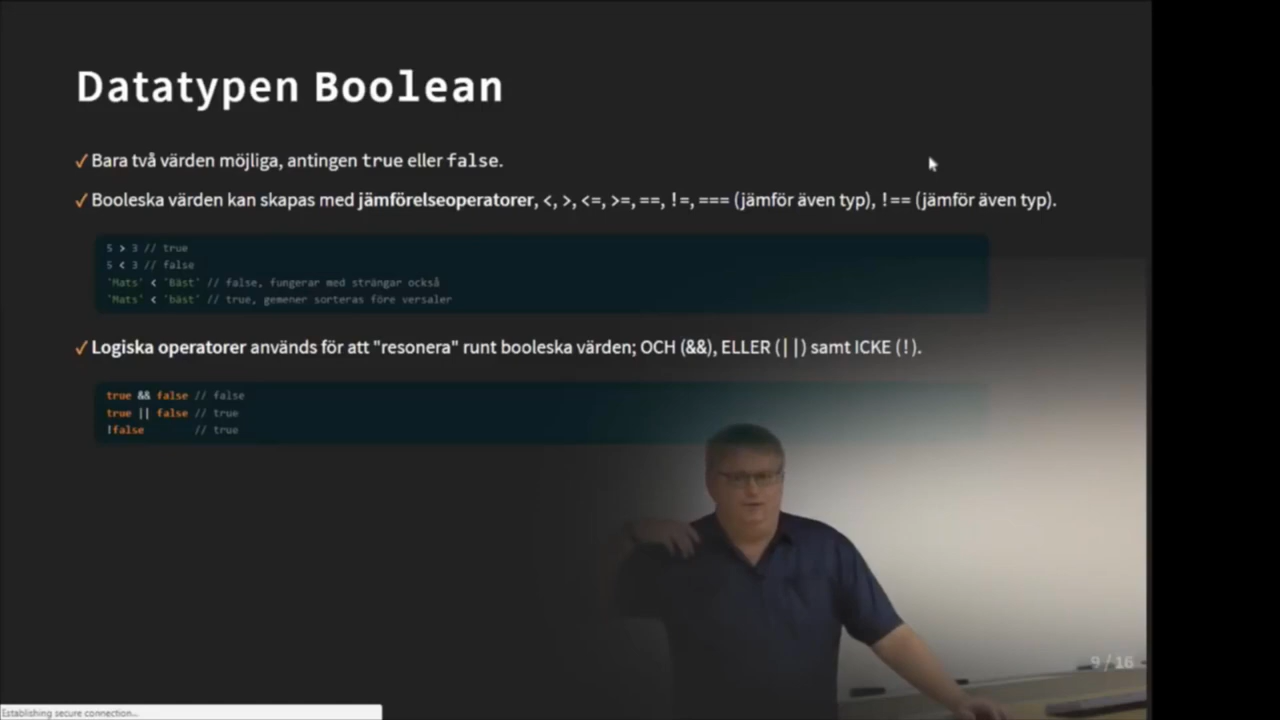 Datatypen Boolean
✓ Bara två värden möjliga, antingen true eller false.
✓ Booleska värden kan skapas med jämförelseoperatorer, <, >, <=, >=, ==, !=, === (jämför även typ), !== (jämför även typ).
5 > 3 // true
5 < 3 // false
'Mats' < 'Bäst' // false, fungerar med strängar också
'Mats' < 'bäst' // true, gemener sorteras före versaler
✓ Logiska operatorer används för att "resonera" runt booleska värden; OCH (&&), ELLER (||) samt ICKE (!).
true && false // false
true || false // true
!false // true
9 / 16
Establishing secure connection...